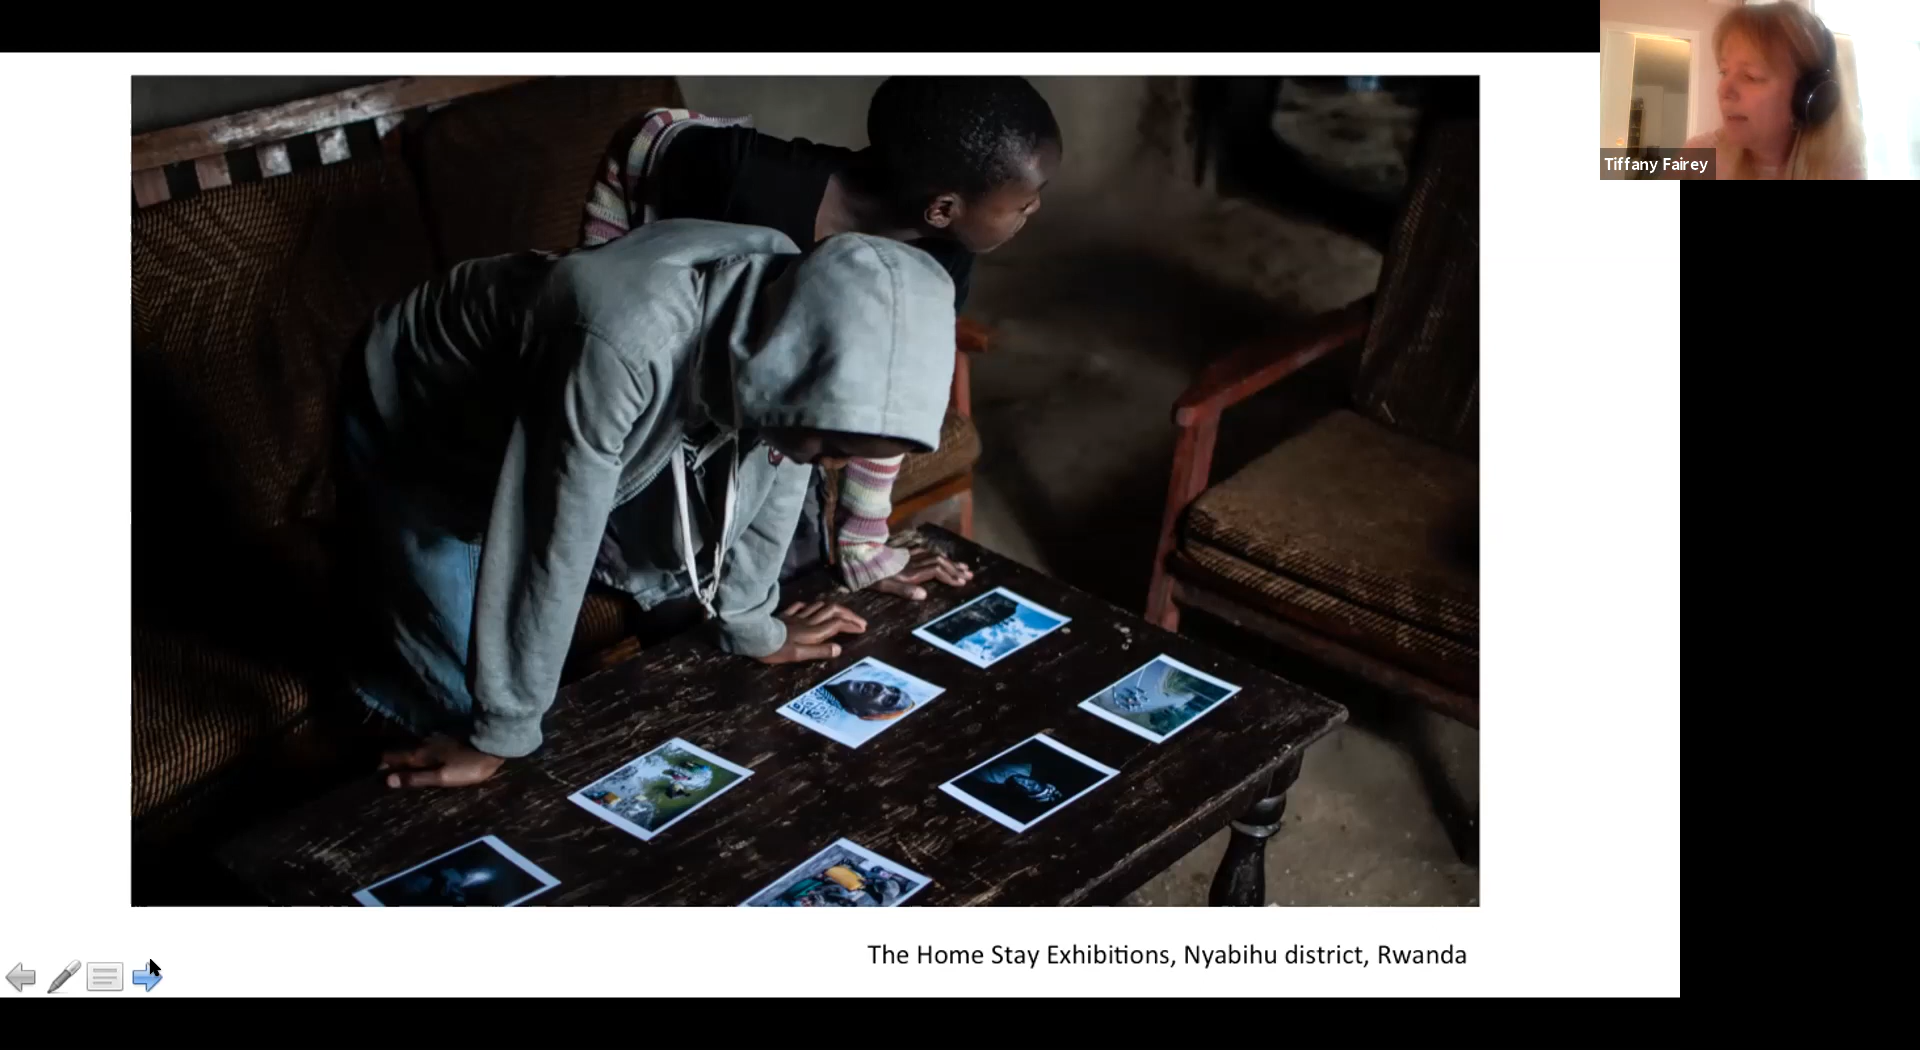 Tiffany Fairey
The Home Stay Exhibitions, Nyabihu district, Rwanda